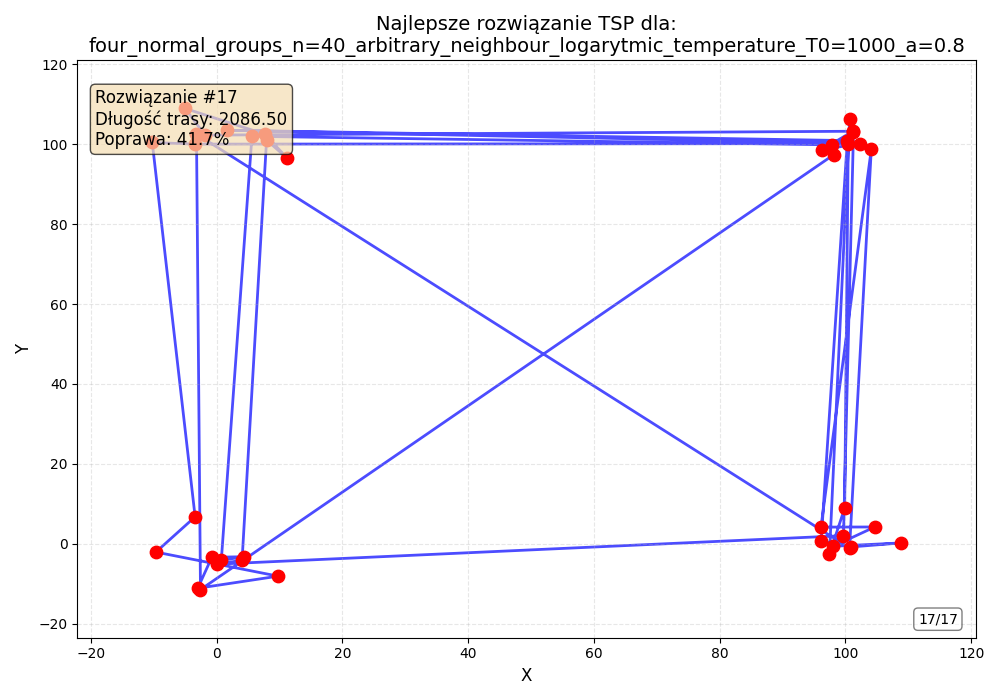 Najlepsze rozwiązanie TSP dla:
four_normal_groups_n=40_arbitrary_neighbour_logarytmic_temperature_T0=1000_a=0.8
Rozwiązanie #17
Długość trasy: 2086.50
Poprawa: 41.7%
120
100
80
60
40
20
0
−20
Y
17/17
−20
0
20
40
60
80
100
120
X